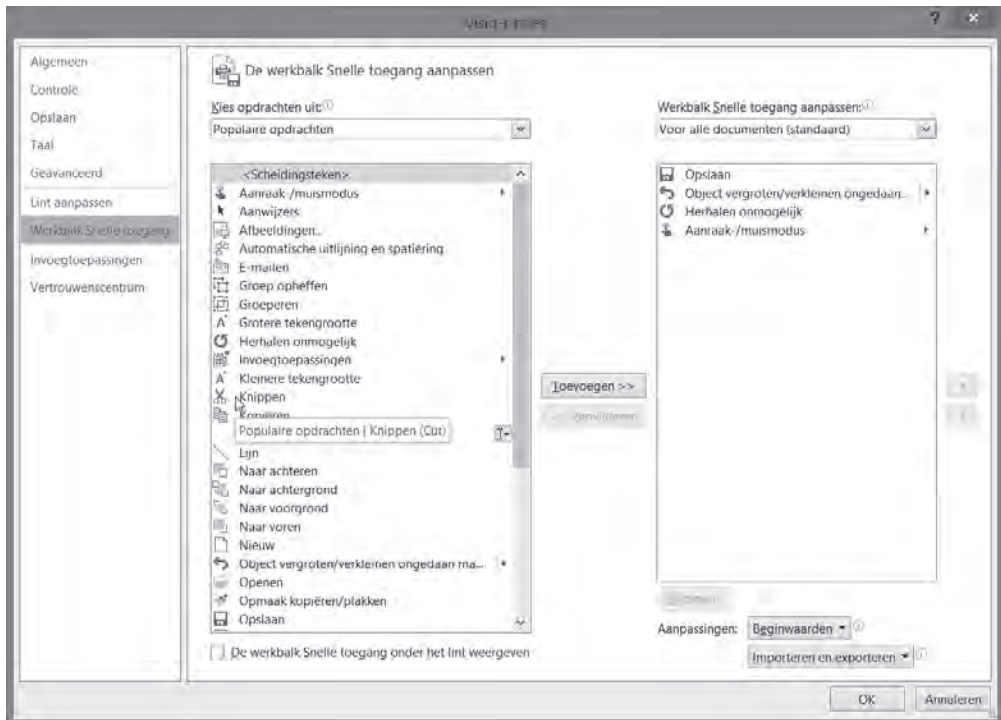 Visio-opties
?
Algemeen
Controle
Opslaan
Taal
Geavanceerd
Lint aanpassen
Werkbalk Snelle toegang
Invoegtoepassingen
Vertrouwenscentrum
De werkbalk Snelle toegang aanpassen
Kies opdrachten uit:
Populaire opdrachten
<Scheidingsteken>
Aanraak-/muismodus
Aanwijzers
Afbeeldingen...
Automatische uitlijning en spatiëring
E-mailen
Groep opheffen
Groeperen
Grotere tekengrootte
Herhalen onmogelijk
Invoegtoepassingen
Kleinere tekengrootte
Knippen
Kopiëren
Populaire opdrachten | Knippen (Cut)
Lijn
Naar achteren
Naar achtergrond
Naar voorgrond
Naar voren
Nieuw
Object vergroten/verkleinen ongedaan ma...
Openen
Opmaak kopiëren/plakken
Opslaan
De werkbalk Snelle toegang onder het lint weergeven
Toevoegen >>
Werkbalk Snelle toegang aanpassen:
Voor alle documenten (standaard)
Opslaan
Object vergroten/verkleinen ongedaan...
Herhalen onmogelijk
Aanraak-/muismodus
Aanpassingen: Beginwaarden
Importeren en exporteren
OK Annuleren